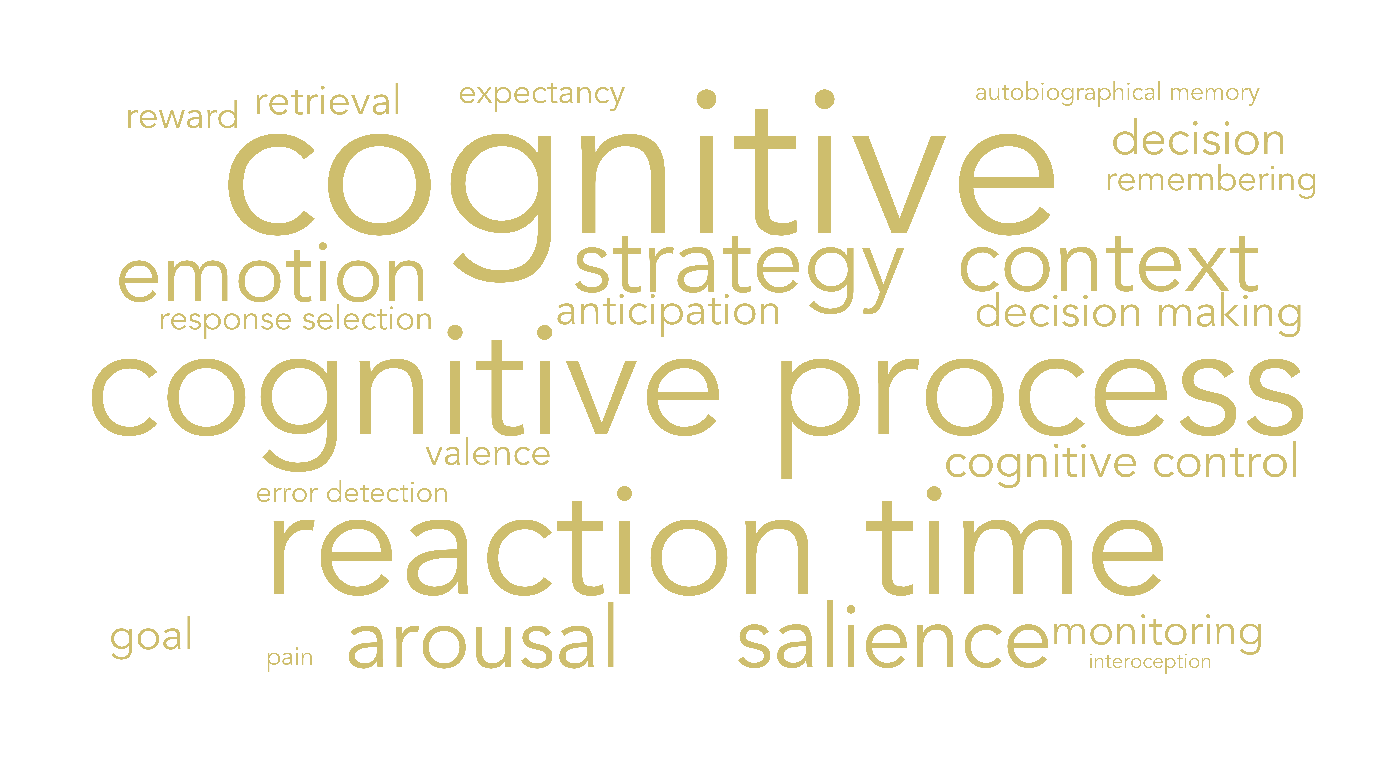 reward retrieval expectancy autobiographical memory
cognitive decision
remembering
emotion strategy context
response selection anticipation decision making
cognitive process
valence cognitive control
error detection
reaction time
goal pain arousal salience monitoring
interoception